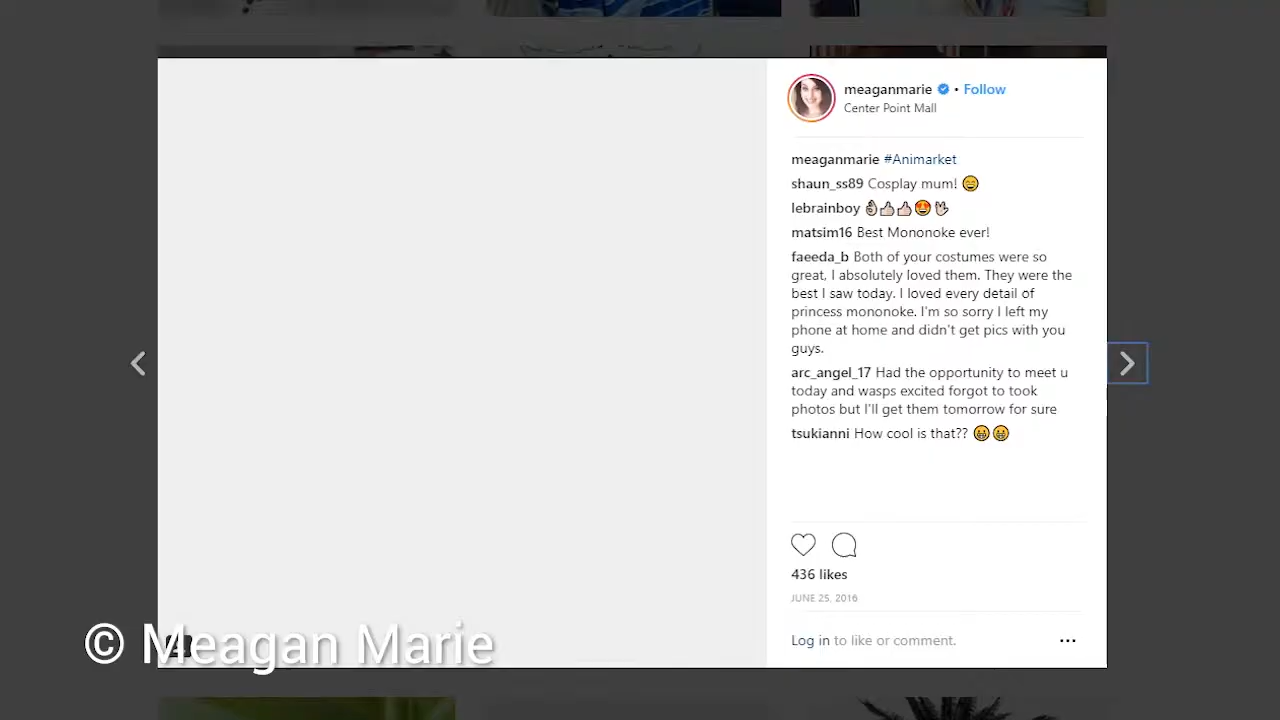 meaganmarie • Follow
Center Point Mall
meaganmarie #Animarket
shaun_ss89 Cosplay mum! 😄
lebrainboy 👌👍👍😍🤘
matsim16 Best Mononoke ever!
faeeda_b Both of your costumes were so
great, I absolutely loved them. They were the
best I saw today. I loved every detail of
princess mononoke. I'm so sorry I left my
phone at home and didn't get pics with you
guys.
arc_angel_17 Had the opportunity to meet u
today and wasps excited forgot to took
photos but I'll get them tomorrow for sure
tsukianni How cool is that?? 😁😁
436 likes
JUNE 25, 2016
Log in to like or comment.
© Meagan Marie